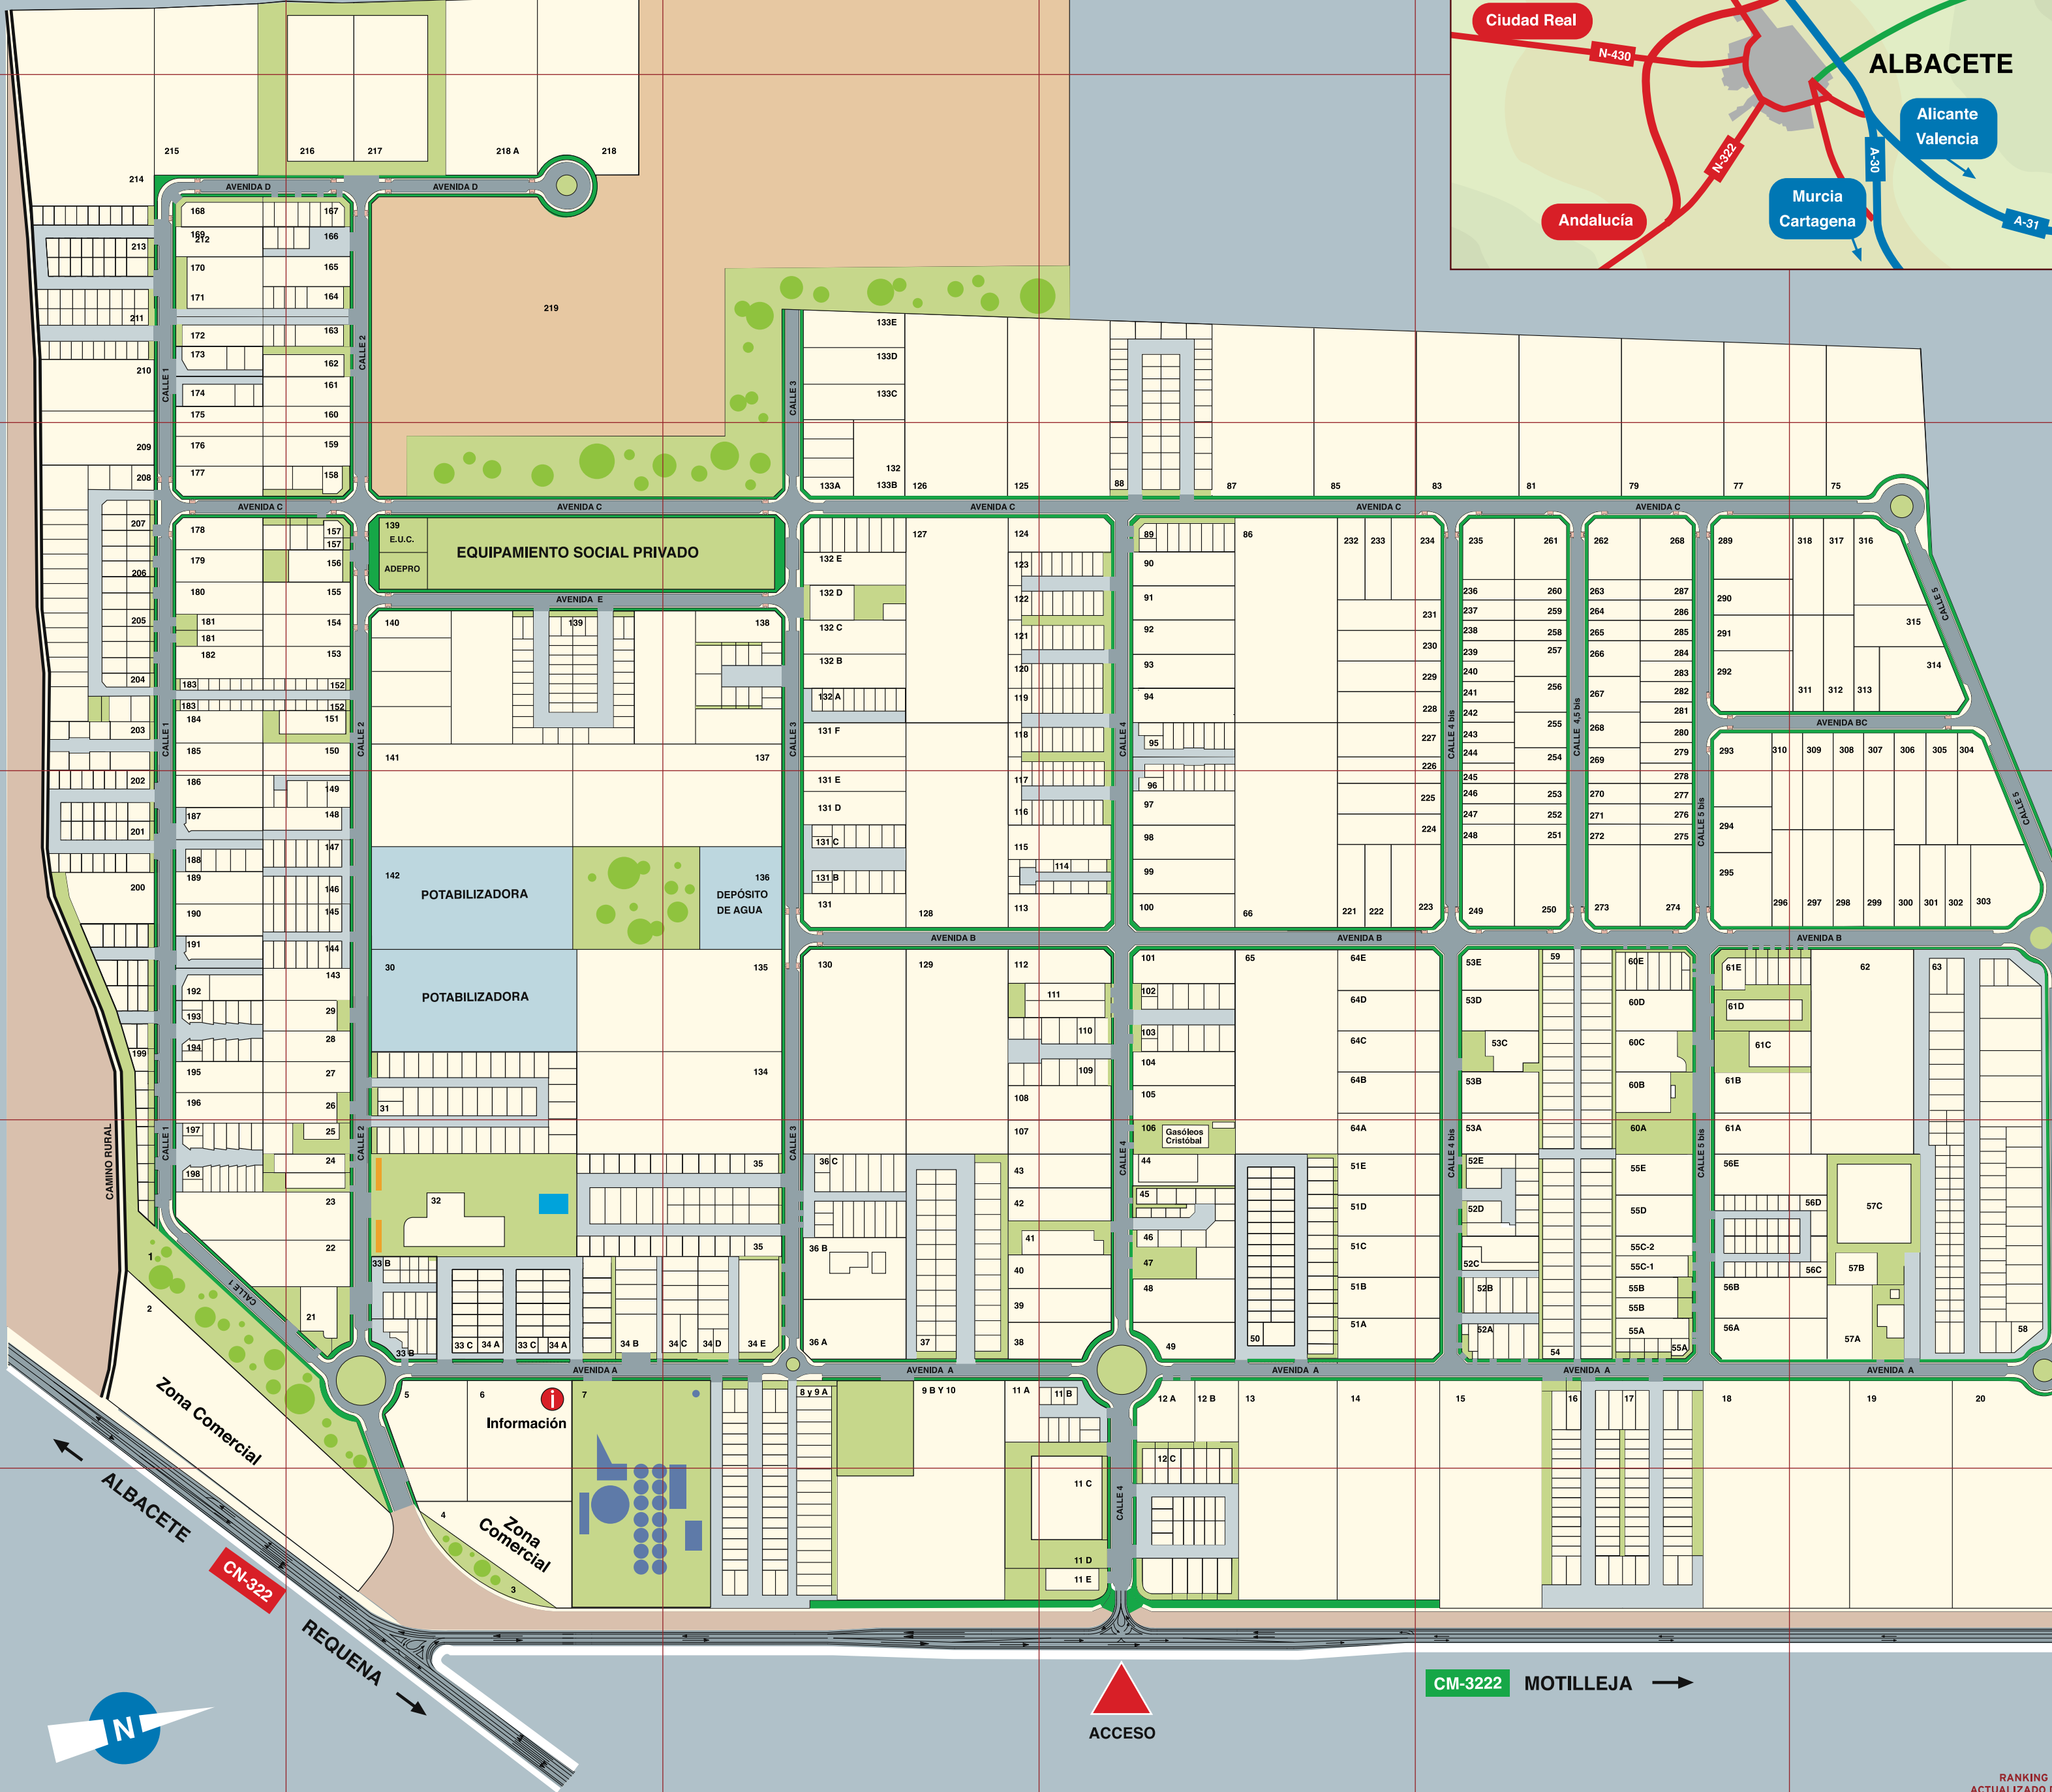 Ciudad Real
N-430
ALBACETE
Alicante
Valencia
N-322
A-30
Murcia
Cartagena
Andalucía
A-31
215
216
217
218 A
218
214
AVENIDA D
AVENIDA D
168
167
169
212
166
213
170
165
171
164
211
172
163
173
162
210
174
161
175
160
176
159
209
177
158
208
CALLE 1
CALLE 2
219
CALLE 3
133E
133D
133C
132
133A
133B
126
125
88
87
85
83
81
79
77
75
AVENIDA C
AVENIDA C
AVENIDA C
AVENIDA C
AVENIDA C
207
178
157
157
179
156
206
180
155
205
181
154
181
182
153
204
183
152
183
152
184
151
203
185
150
202
186
149
187
148
201
188
147
189
146
200
190
145
191
144
143
192
29
193
28
199
194
195
27
196
26
197
25
198
24
23
22
21
CALLE 1
CALLE 2
CALLE 1
CALLE 2
CALLE 1
CAMINO RURAL
139
E.U.C.
ADEPRO
EQUIPAMIENTO SOCIAL PRIVADO
AVENIDA E
140
139
138
141
137
142
POTABILIZADORA
136
DEPÓSITO
DE AGUA
30
POTABILIZADORA
135
134
31
32
35
35
33 B
33 B
33 C
34 A
33 C
34 A
34 B
34 C
34 D
34 E
CALLE 3
CALLE 3
132 E
132 D
132 C
132 B
132 A
131 F
131 E
131 D
131 C
131 B
131
127
128
124
123
122
121
120
119
118
117
116
115
114
113
CALLE 4
89
90
91
92
93
94
95
96
97
98
99
100
86
66
232
233
234
231
230
229
228
227
226
225
224
221
222
223
CALLE 4 bis
235
261
236
260
237
259
238
258
239
257
240
241
256
242
243
255
244
254
245
246
253
247
252
248
251
249
250
CALLE 4,5 bis
262
268
263
287
264
286
265
285
266
284
283
267
282
281
268
280
269
279
278
270
277
271
276
272
275
273
274
CALLE 5 bis
289
318
317
316
290
315
291
314
292
311
312
313
CALLE 5
AVENIDA BC
293
310
309
308
307
306
305
304
294
295
296
297
298
299
300
301
302
303
CALLE 5
AVENIDA B
AVENIDA B
AVENIDA B
130
129
112
111
110
109
108
107
43
42
41
40
39
38
36 C
36 B
36 A
37
101
102
103
104
105
106
Gasóleos
Cristóbal
44
45
46
47
48
49
CALLE 4
65
50
64E
64D
64C
64B
64A
51E
51D
51C
51B
51A
CALLE 4 bis
53E
53D
53C
53B
53A
52E
52D
52C
52B
52A
59
54
60E
60D
60C
60B
60A
55E
55D
55C-2
55C-1
55B
55B
55A
55A
CALLE 5 bis
61E
61D
61C
61B
61A
56E
56D
56C
56B
56A
62
63
57C
57B
57A
58
AVENIDA A
AVENIDA A
AVENIDA A
AVENIDA A
AVENIDA A
1
2
Zona Comercial
5
6
Información
i
7
4
Zona
Comercial
3
8 y 9 A
9 B Y 10
11 A
11 B
11 C
11 D
11 E
CALLE 4
12 A
12 B
12 C
13
14
15
16
17
18
19
20
ALBACETE
CN-322
REQUENA
CM-3222
MOTILLEJA
ACCESO
N
RANKING